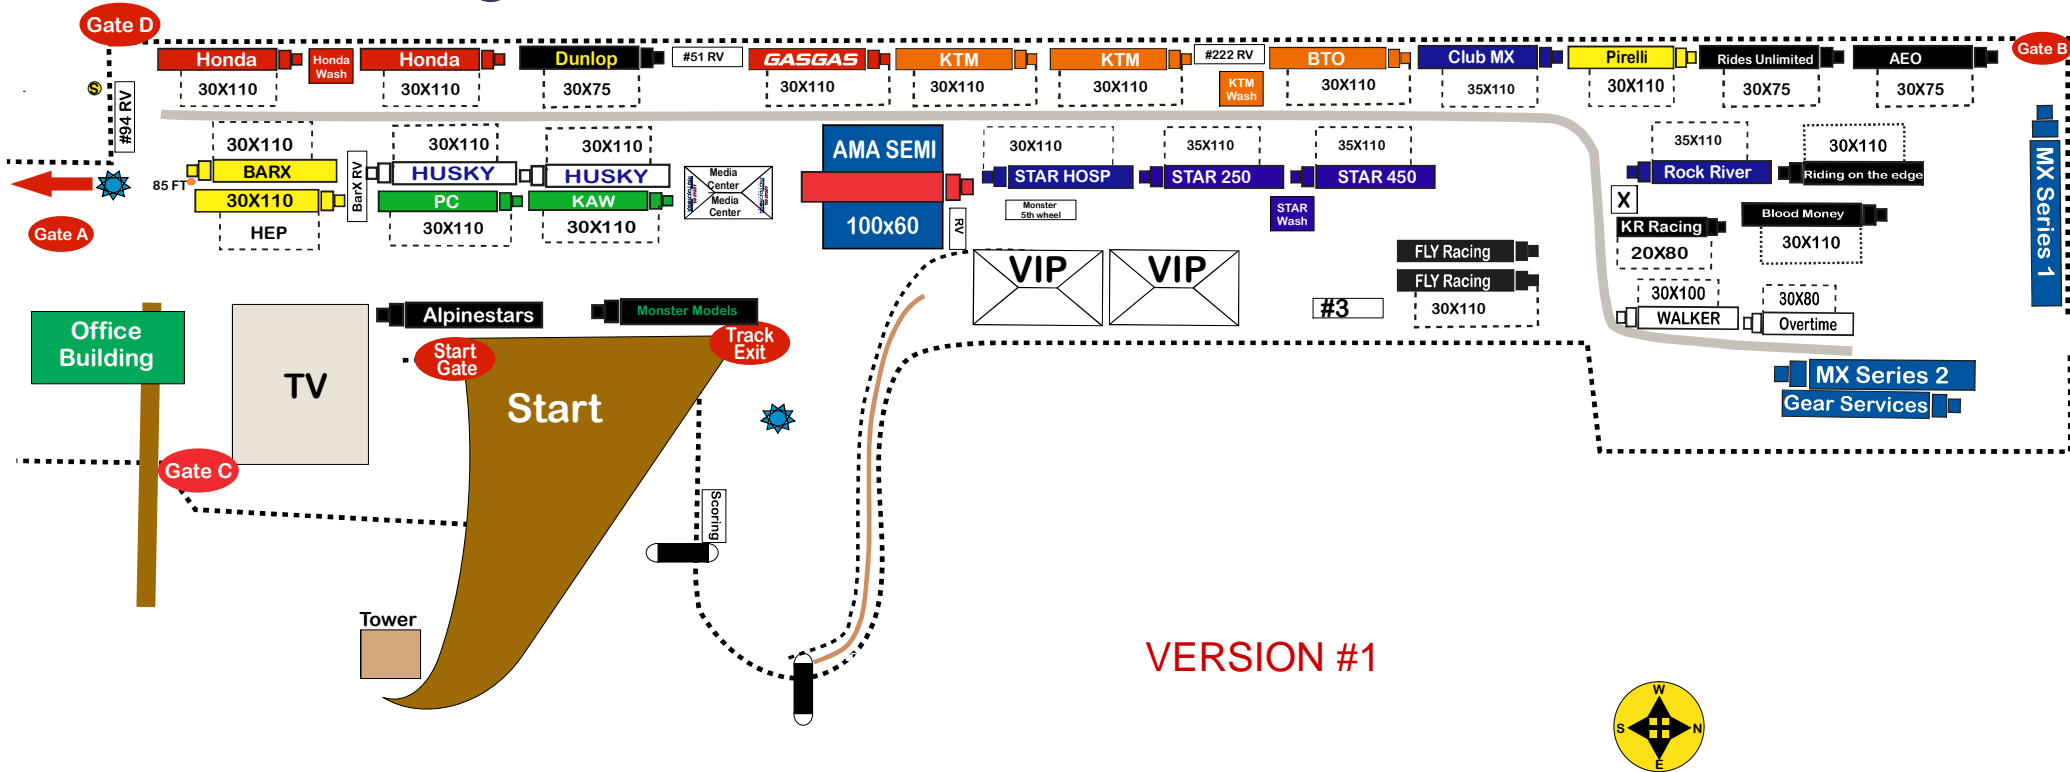 Gate D
Honda
Honda
Wash
Honda
Dunlop
#51 RV
GASGAS
KTM
KTM
#222 RV
BTO
Club MX
Pirelli
Rides Unlimited
AEO
Gate B
S
30X110
30X110
30X75
30X110
30X110
30X110
KTM
Wash
30X110
35X110
30X110
30X75
30X75
#94 RV
30X110
30X110
30X110
AMA SEMI
30X110
35X110
35X110
35X110
30X110
MX Series 1
85 FT
BARX
BarX RV
HUSKY
HUSKY
Media
Center
Media
Center
STAR HOSP
STAR 250
STAR 450
Rock River
Riding on the edge
30X110
PC
KAW
Monster
5th wheel
STAR
Wash
X
Blood Money
Gate A
HEP
30X110
30X110
100x60
RV
KR Racing
20X80
30X110
VIP
VIP
FLY Racing
FLY Racing
30X110
#3
30X100
30X80
WALKER
Overtime
Office
Building
TV
Alpinestars
Monster Models
Start
Gate
Track
Exit
Start
MX Series 2
Gear Services
Gate C
Scoring
Tower
VERSION #1
W
S
N
E